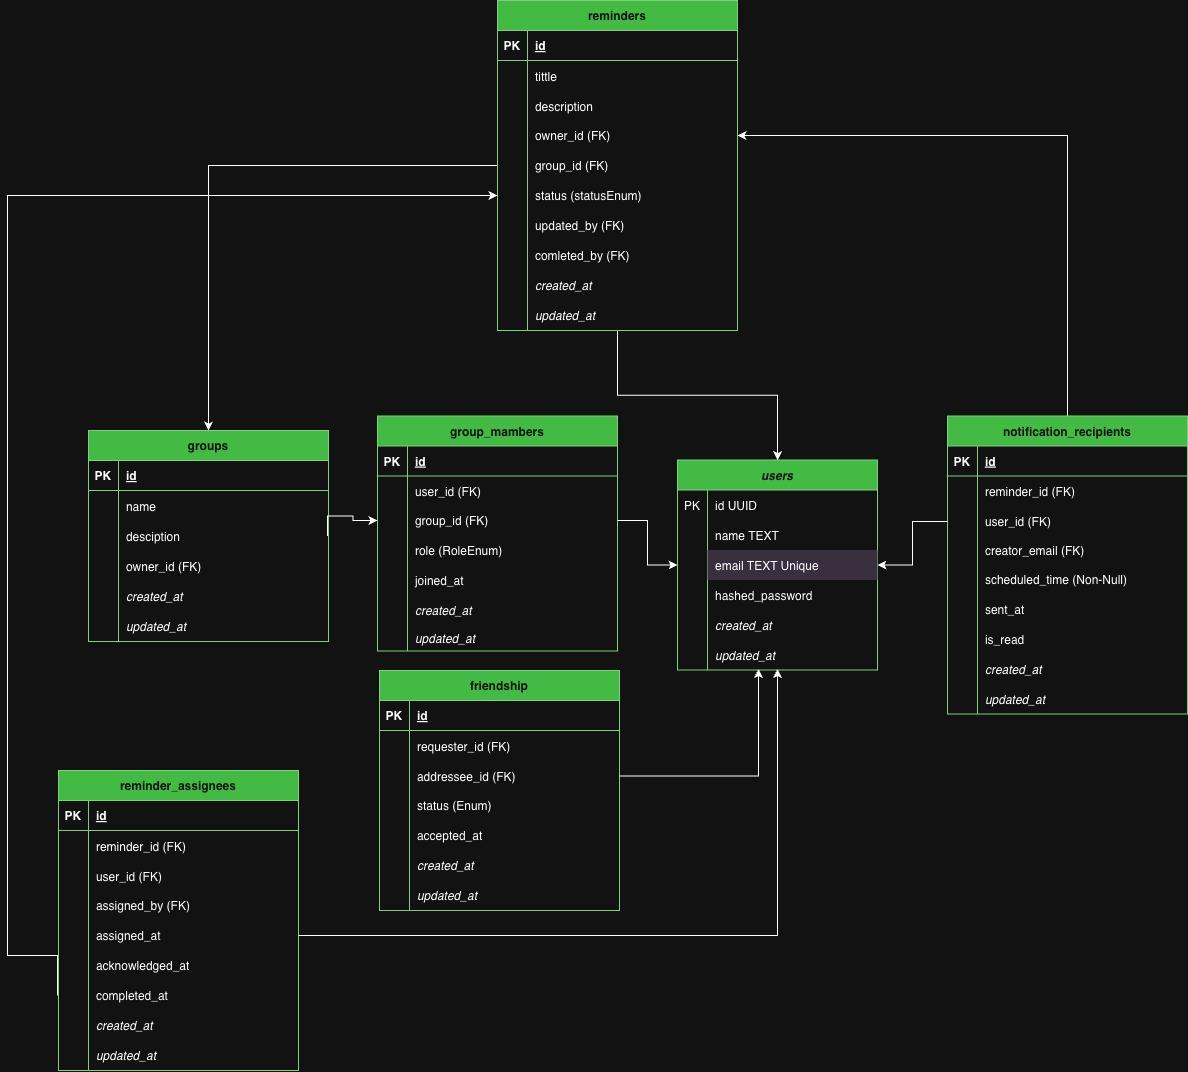 reminders
PK id
tittle
description
owner_id (FK)
group_id (FK)
status (statusEnum)
updated_by (FK)
comleted_by (FK)
created_at
updated_at
groups
PK id
name
desciption
owner_id (FK)
created_at
updated_at
group_mambers
PK id
user_id (FK)
group_id (FK)
role (RoleEnum)
joined_at
created_at
updated_at
users
PK id UUID
name TEXT
email TEXT Unique
hashed_password
created_at
updated_at
notification_recipients
PK id
reminder_id (FK)
user_id (FK)
creator_email (FK)
scheduled_time (Non-Null)
sent_at
is_read
created_at
updated_at
friendship
PK id
requester_id (FK)
addressee_id (FK)
status (Enum)
accepted_at
created_at
updated_at
reminder_assignees
PK id
reminder_id (FK)
user_id (FK)
assigned_by (FK)
assigned_at
acknowledged_at
completed_at
created_at
updated_at